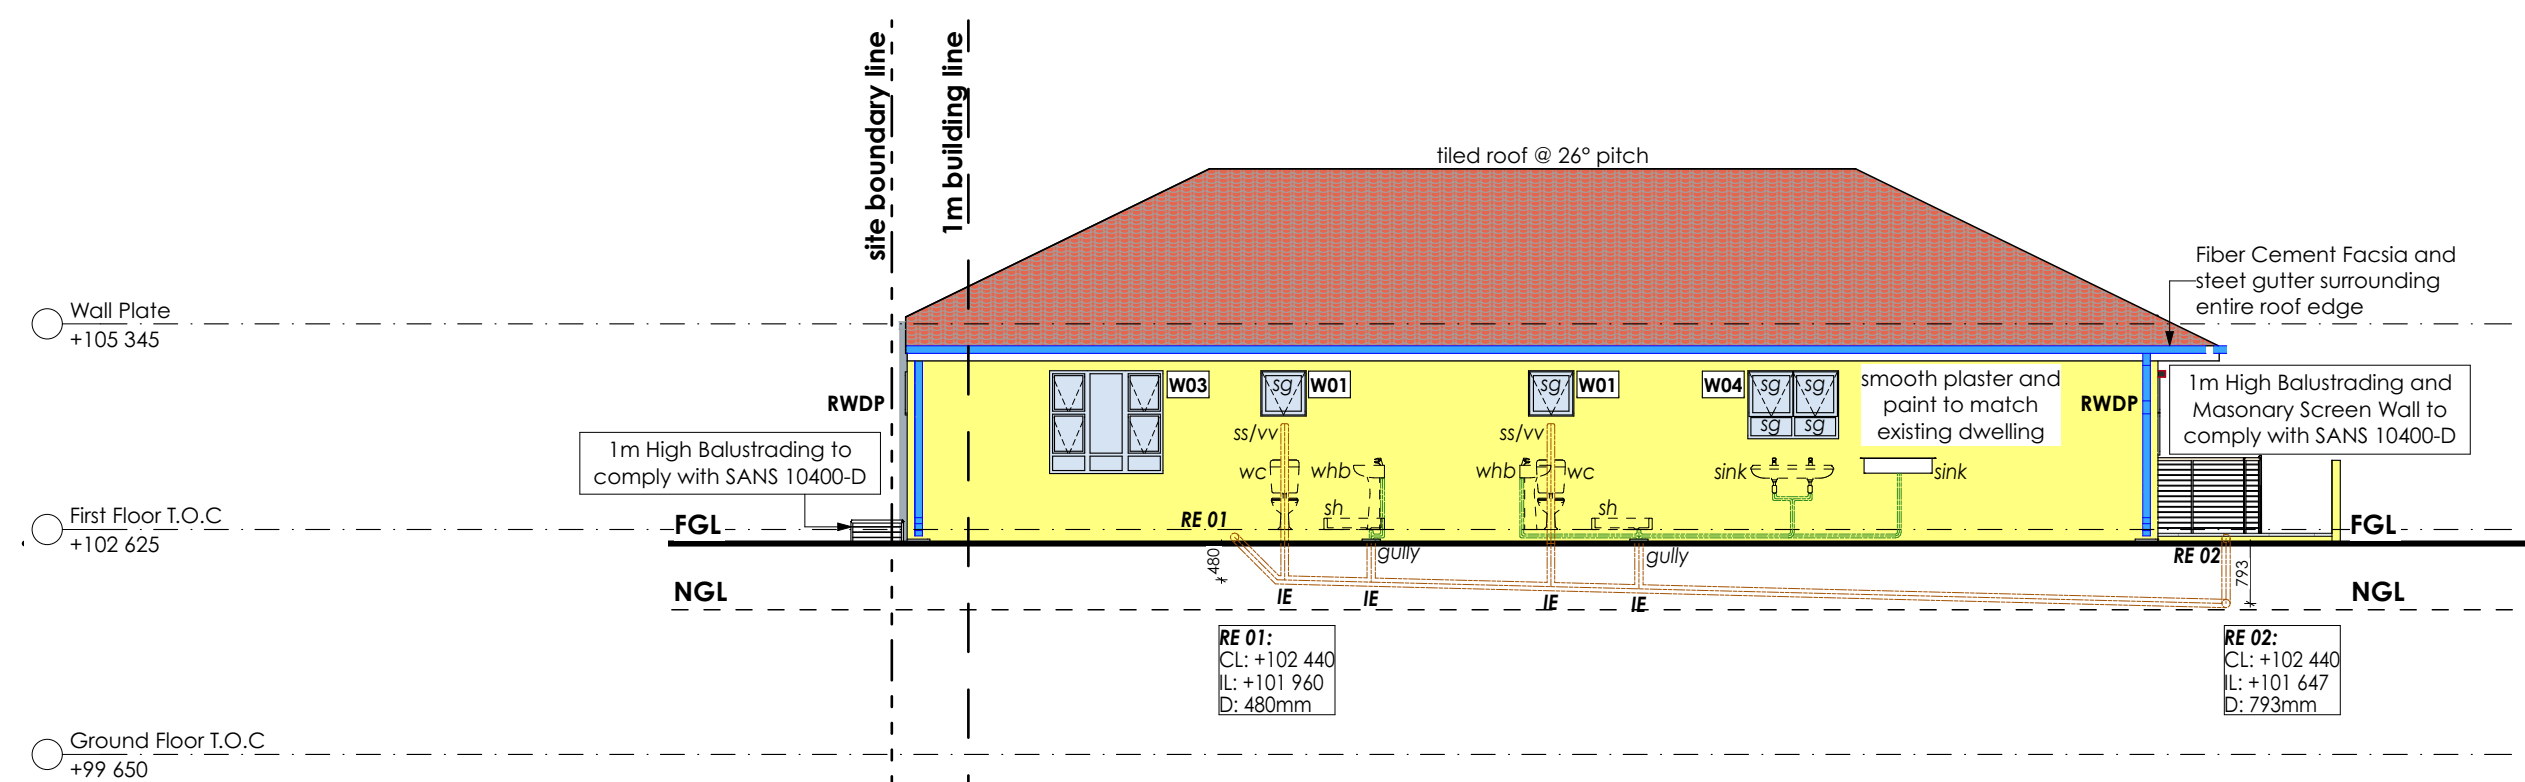 site boundary line
1m building line
tiled roof @ 26° pitch
Fiber Cement Facsia and
steet gutter surrounding
entire roof edge
Wall Plate
+105 345
W03
sg
W01
sg
W01
W04
sg
sg
sg
sg
smooth plaster and
paint to match
existing dwelling
RWDP
RWDP
1m High Balustrading and
Masonary Screen Wall to
comply with SANS 10400-D
1m High Balustrading to
comply with SANS 10400-D
ss/vv
wc
whb
sh
ss/vv
whb
wc
sh
sink
sink
First Floor T.O.C
+102 625
FGL
RE 01
FGL
480
gully
gully
RE 02
793
NGL
IE
IE
IE
IE
NGL
RE 01:
CL: +102 440
IL: +101 960
D: 480mm
RE 02:
CL: +102 440
IL: +101 647
D: 793mm
Ground Floor T.O.C
+99 650